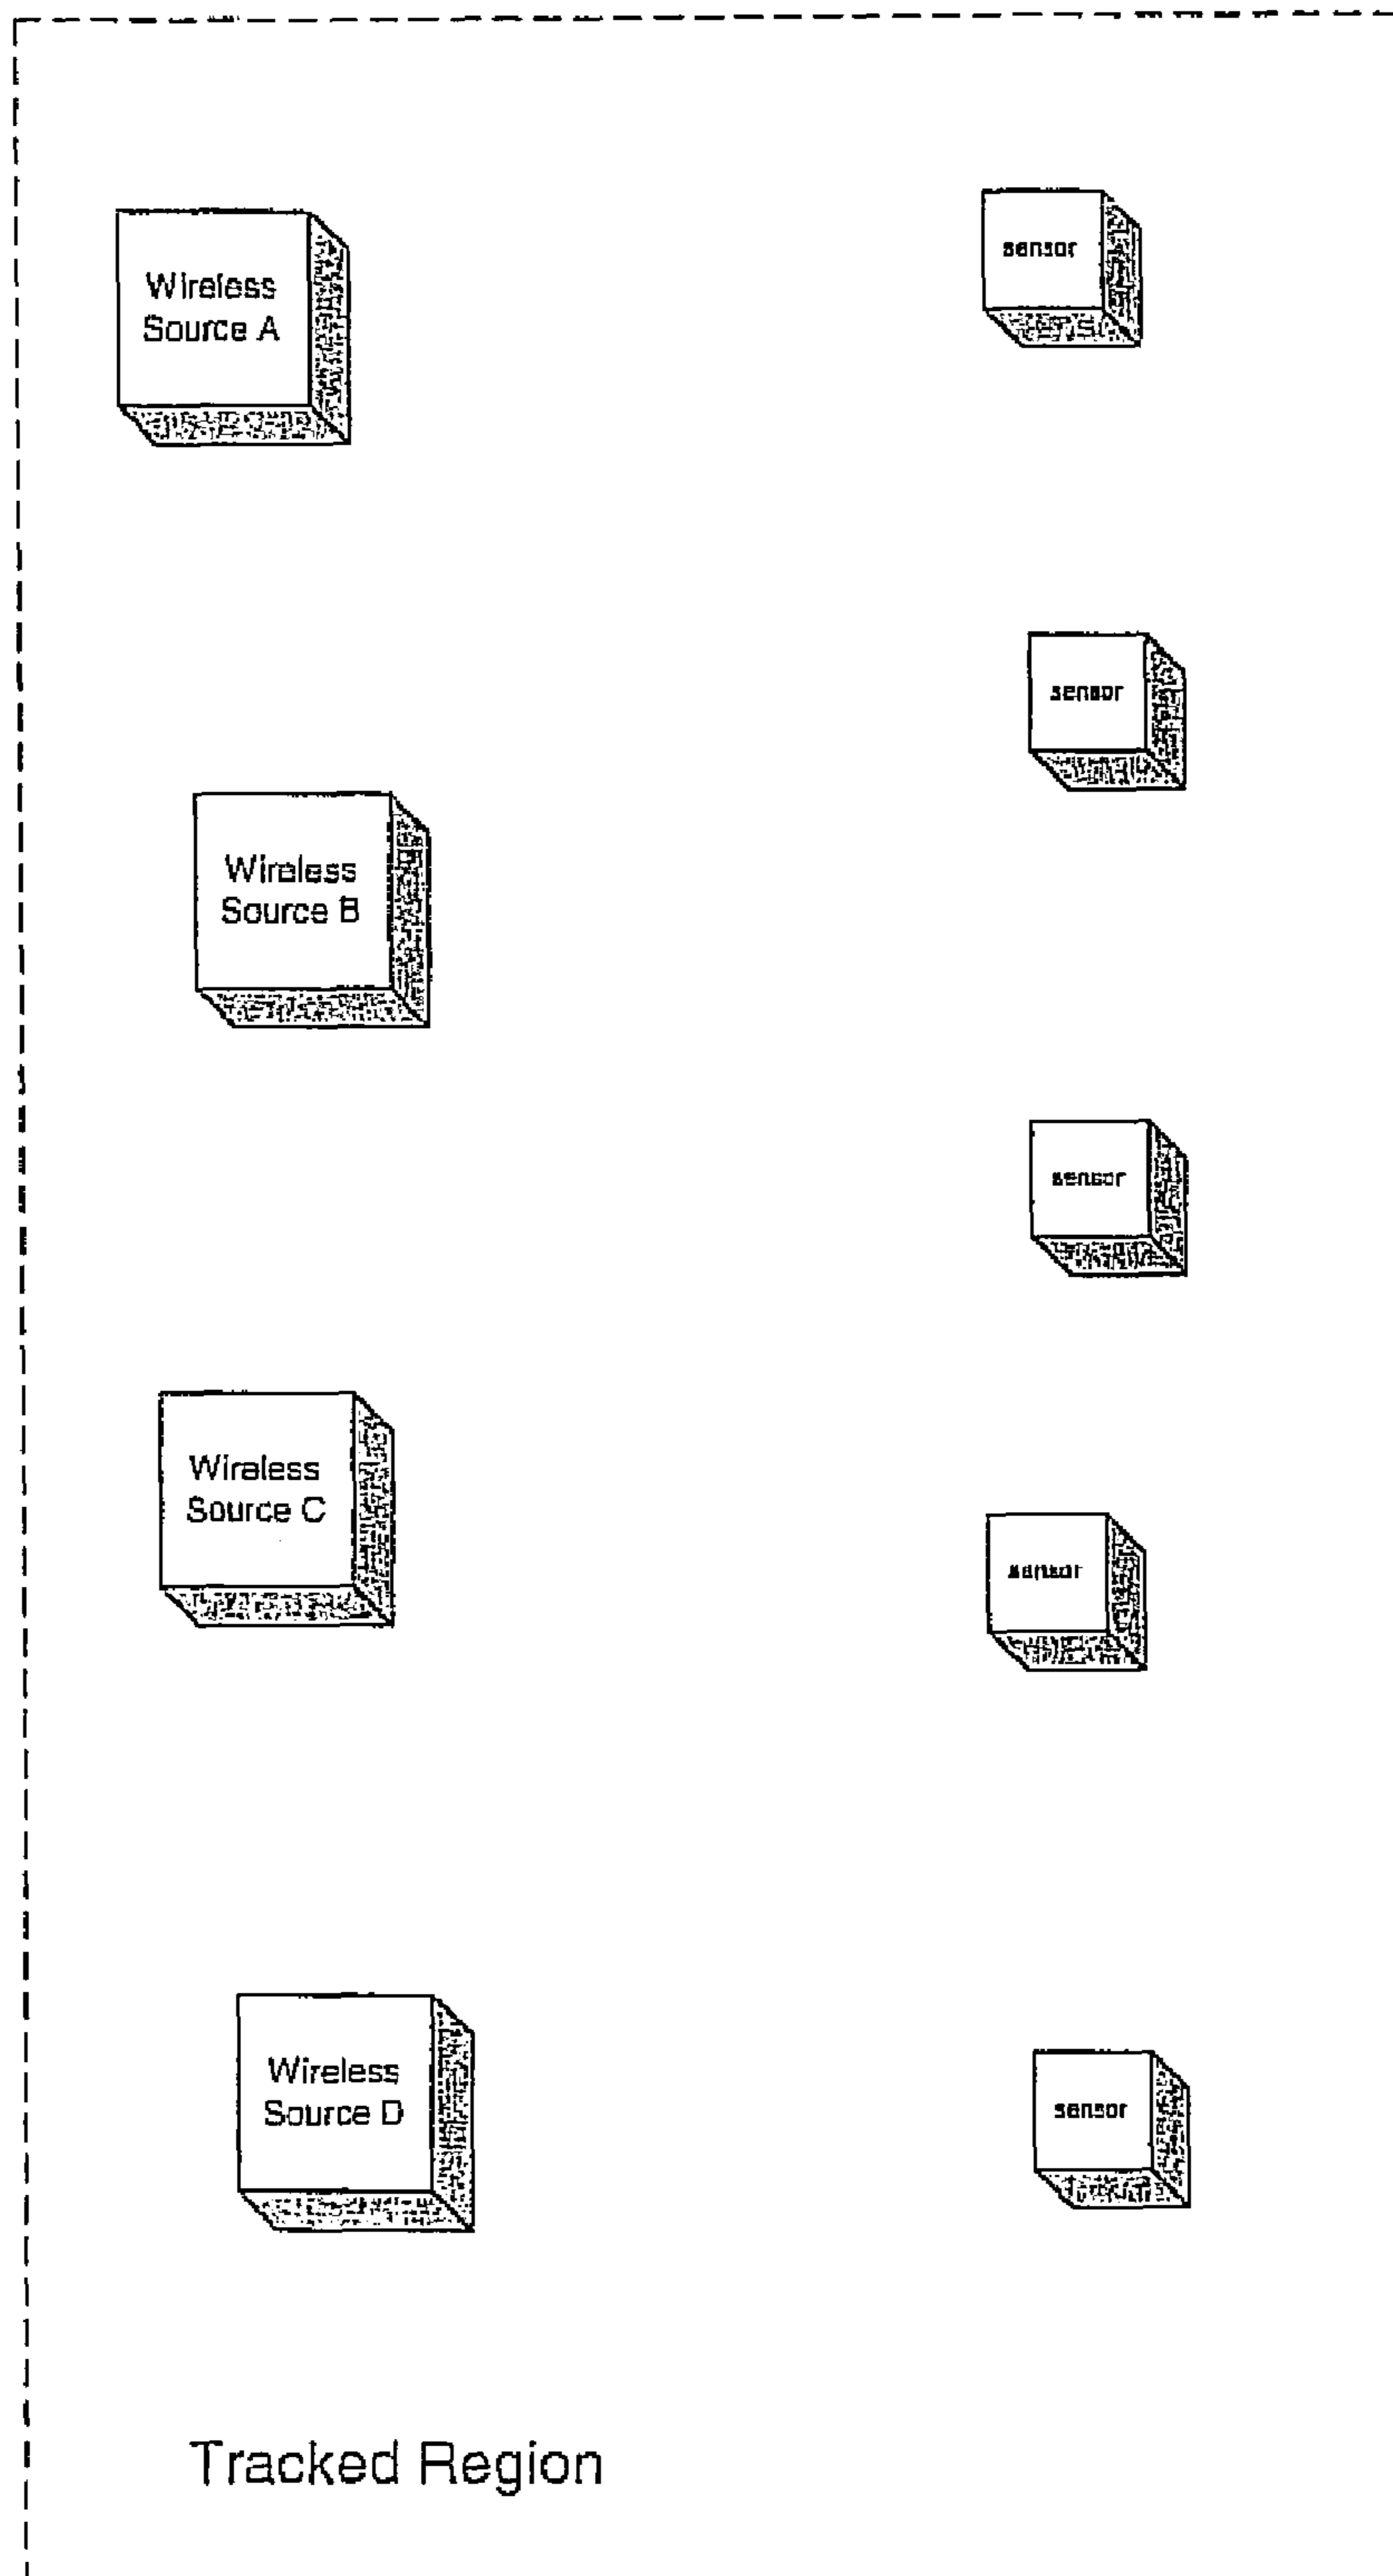 Wireless
Source A
sensor
sensor
Wireless
Source B
sensor
Wireless
Source C
sensor
Wireless
Source D
sensor
Tracked Region